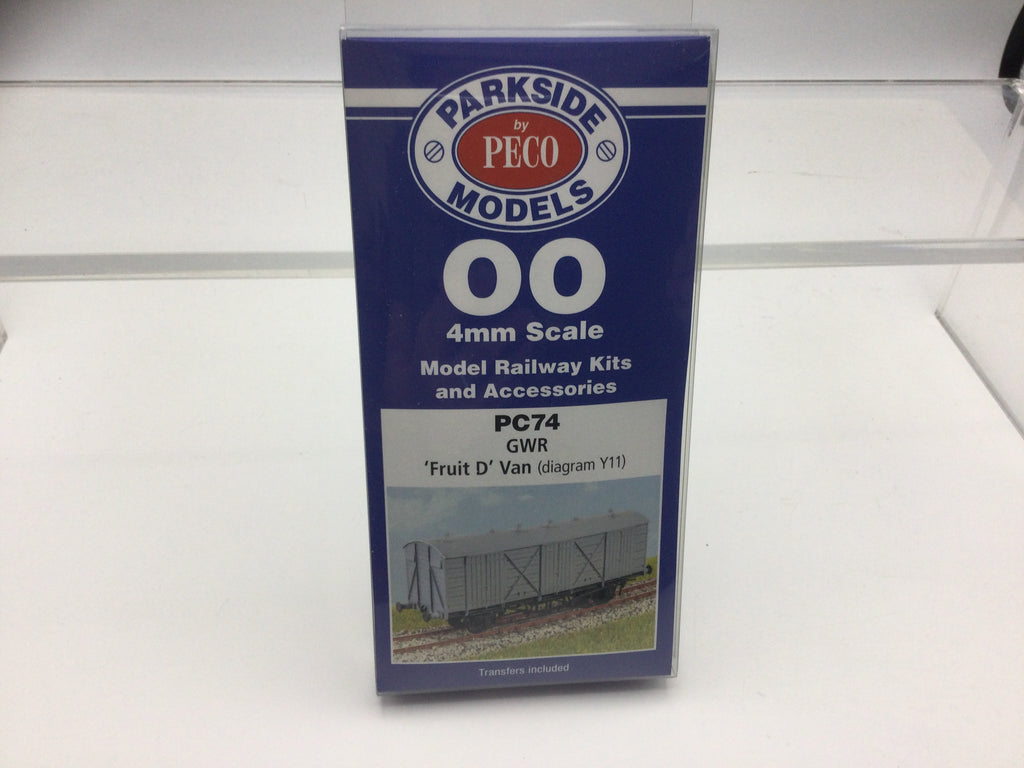 PARKSIDE
by
PECO
MODELS
OO
4mm Scale
Model Railway Kits
and Accessories
PC74
GWR
‘Fruit D’ Van (diagram Y11)
Transfers included